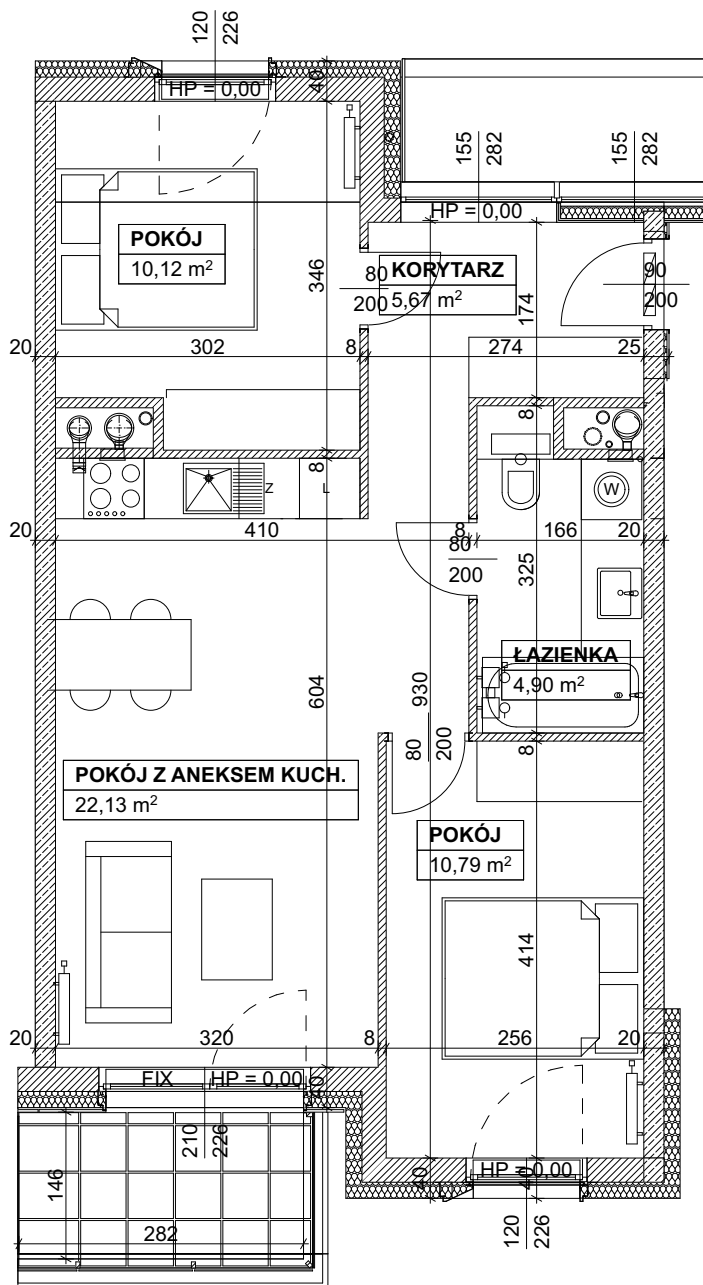 120
226
40
HP = 0,00
155
282
155
282
HP = 0,00
POKÓJ
10,12 m²
346
80
200
KORYTARZ
5,67 m²
174
90
200
20
302
8
274
25
8
8
Z
L
W
20
410
8
166
20
80
200
325
604
930
ŁAZIENKA
4,90 m²
80
200
8
POKÓJ Z ANEKSEM KUCH.
22,13 m²
POKÓJ
10,79 m²
414
20
320
8
256
20
FIX
HP = 0,00
40
210
226
146
282
40
HP = 0,00
40
120
226